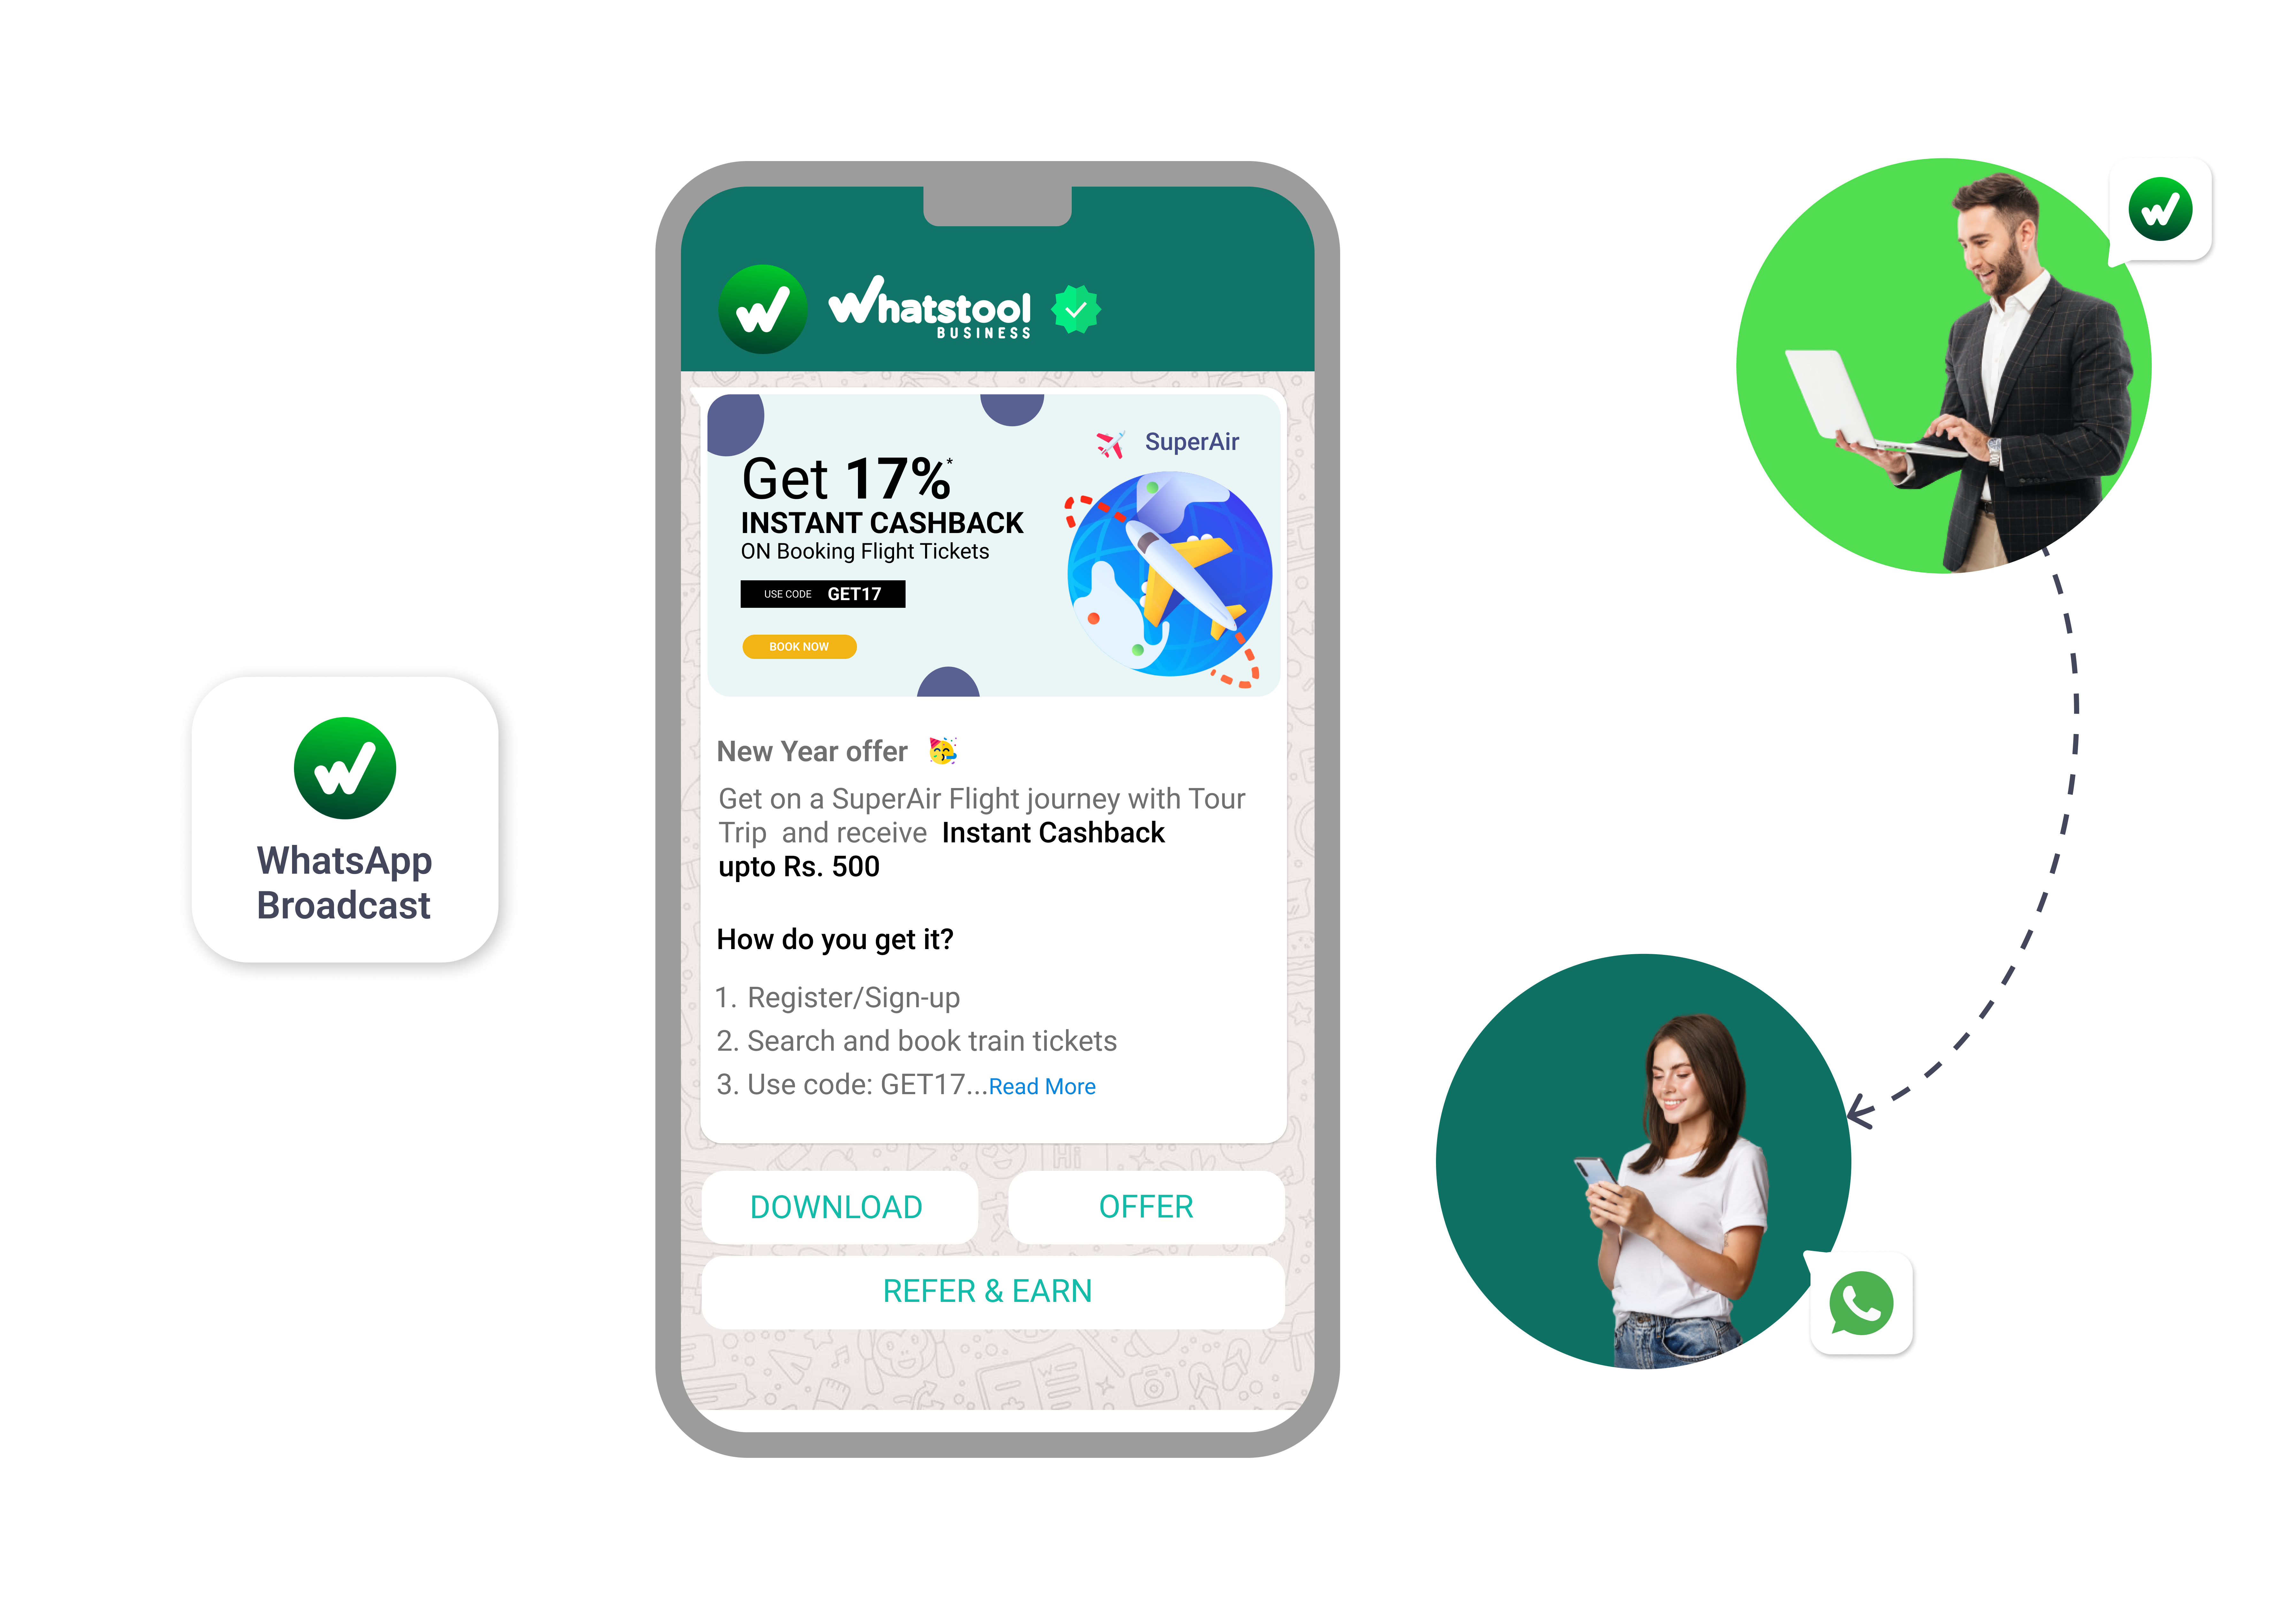 WhatsApp
Broadcast
Whatstool
BUSINESS
SuperAir
Get 17%*
INSTANT CASHBACK
ON Booking Flight Tickets
USE CODE GET17
BOOK NOW
New Year offer 🥳
Get on a SuperAir Flight journey with Tour
Trip and receive Instant Cashback
upto Rs. 500
How do you get it?
1. Register/Sign-up
2. Search and book train tickets
3. Use code: GET17...Read More
Hi
DOWNLOAD
OFFER
REFER & EARN